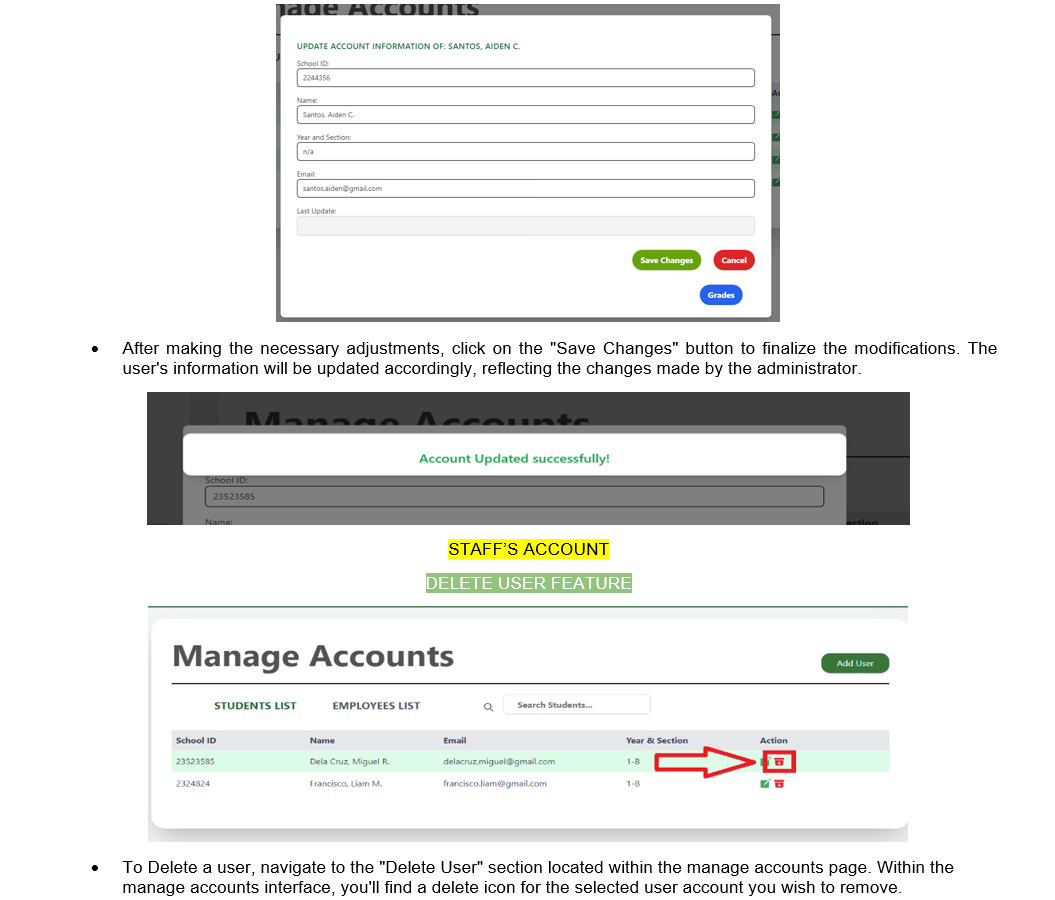 Manage Accounts
UPDATE ACCOUNT INFORMATION OF: SANTOS, AIDEN C.
School ID:
2244356
Name:
Santos, Aiden C.
Year and Section:
n/a
Email:
santos.aiden@gmail.com
Last Update:
Save Changes Cancel
Grades
• After making the necessary adjustments, click on the "Save Changes" button to finalize the modifications. The
user's information will be updated accordingly, reflecting the changes made by the administrator.
Manage Accounts
Account Updated successfully!
School ID:
23523585
Name:
STAFF'S ACCOUNT
DELETE USER FEATURE
Manage Accounts
Add User
STUDENTS LIST EMPLOYEES LIST Search Students...
School ID Name Email Year & Section Action
23523585 Dela Cruz, Miguel R. delacruz.miguel@gmail.com 1-B
2324824 Francisco, Liam M. francisco.liam@gmail.com 1-B
• To Delete a user, navigate to the "Delete User" section located within the manage accounts page. Within the
manage accounts interface, you'll find a delete icon for the selected user account you wish to remove.